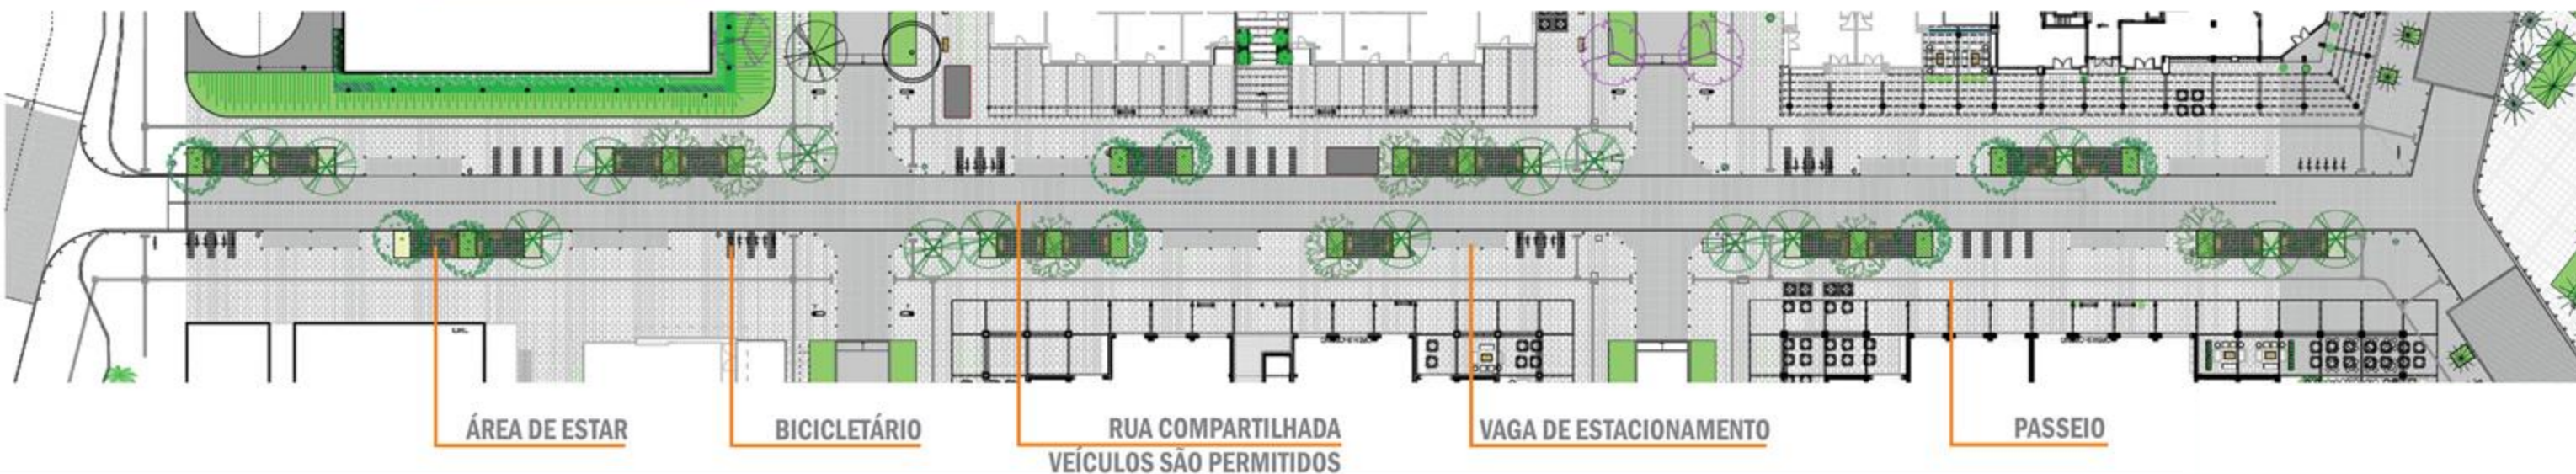 ÁREA DE ESTAR
BICICLETÁRIO
RUA COMPARTILHADA
VEÍCULOS SÃO PERMITIDOS
VAGA DE ESTACIONAMENTO
PASSEIO